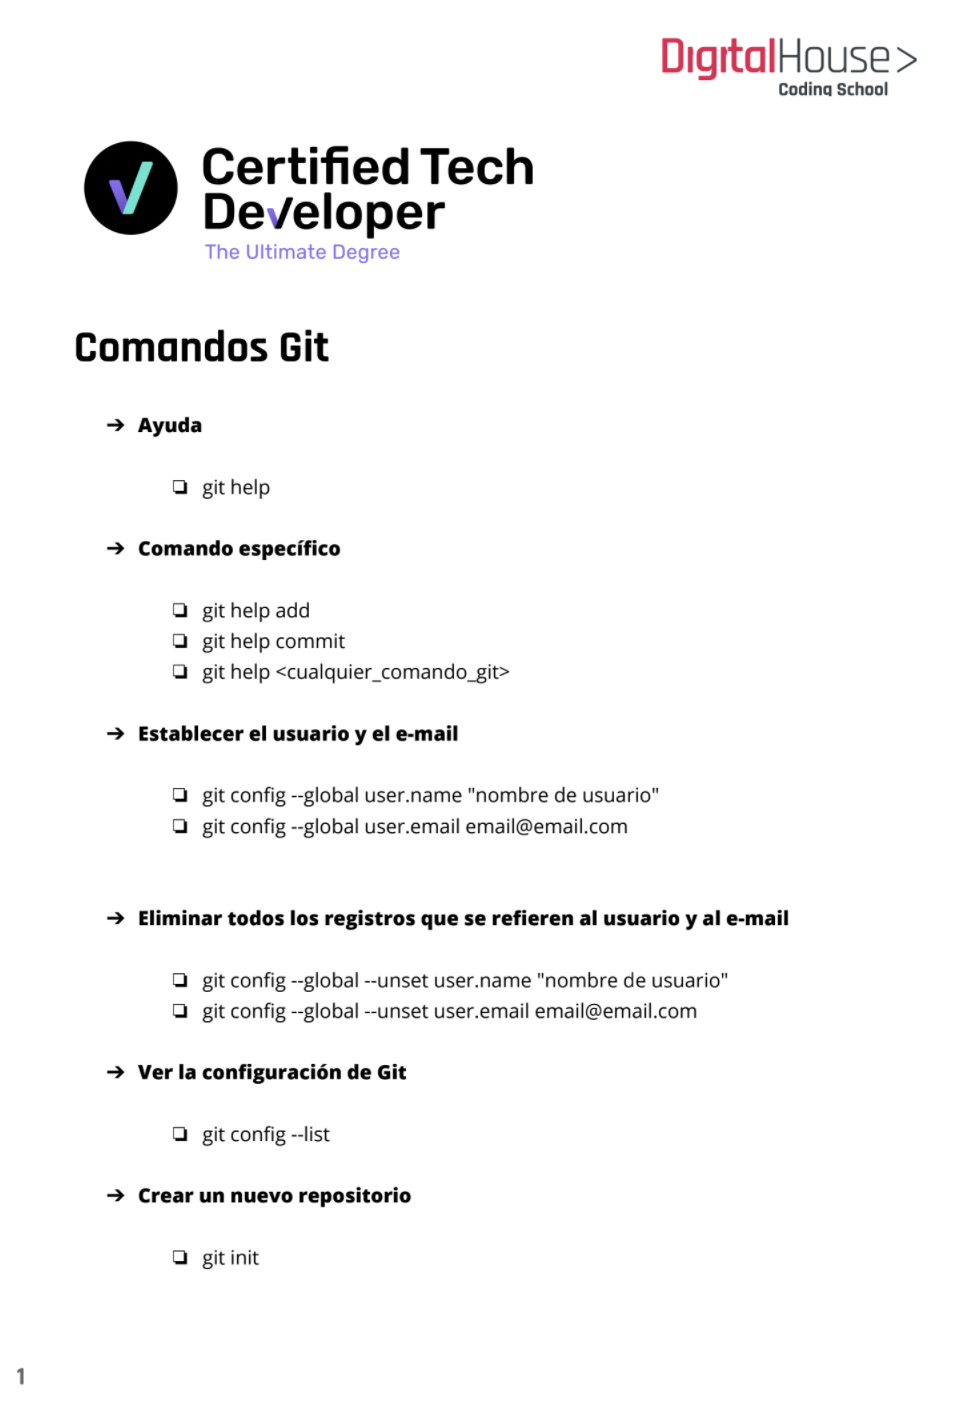 DigitalHouse>
Coding School
Certified Tech
Developer
The Ultimate Degree
Comandos Git
➔ Ayuda
❏ git help
➔ Comando específico
❏ git help add
❏ git help commit
❏ git help <cualquier_comando_git>
➔ Establecer el usuario y el e-mail
❏ git config --global user.name "nombre de usuario"
❏ git config --global user.email email@email.com
➔ Eliminar todos los registros que se refieren al usuario y al e-mail
❏ git config --global --unset user.name "nombre de usuario"
❏ git config --global --unset user.email email@email.com
➔ Ver la configuración de Git
❏ git config --list
➔ Crear un nuevo repositorio
❏ git init
1